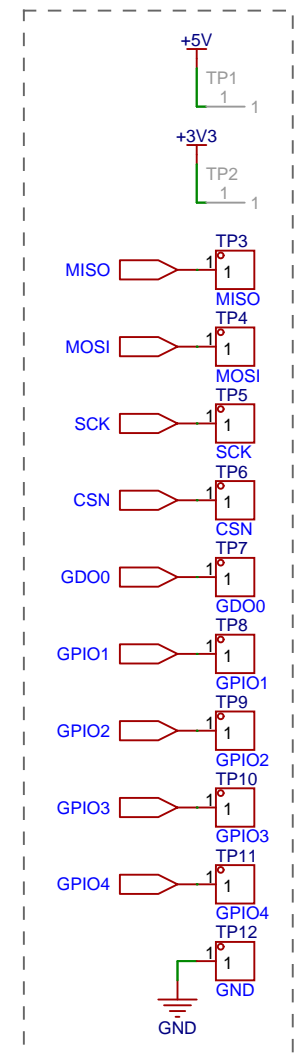 +5V
TP1
1
1
+3V3
TP2
1
1
TP3
MISO 1 1
MISO
TP4
MOSI 1 1
MOSI
TP5
SCK 1 1
SCK
TP6
CSN 1 1
CSN
TP7
GDO0 1 1
GDO0
TP8
GPIO1 1 1
GPIO1
TP9
GPIO2 1 1
GPIO2
TP10
GPIO3 1 1
GPIO3
TP11
GPIO4 1 1
GPIO4
TP12
1 1
GND
GND